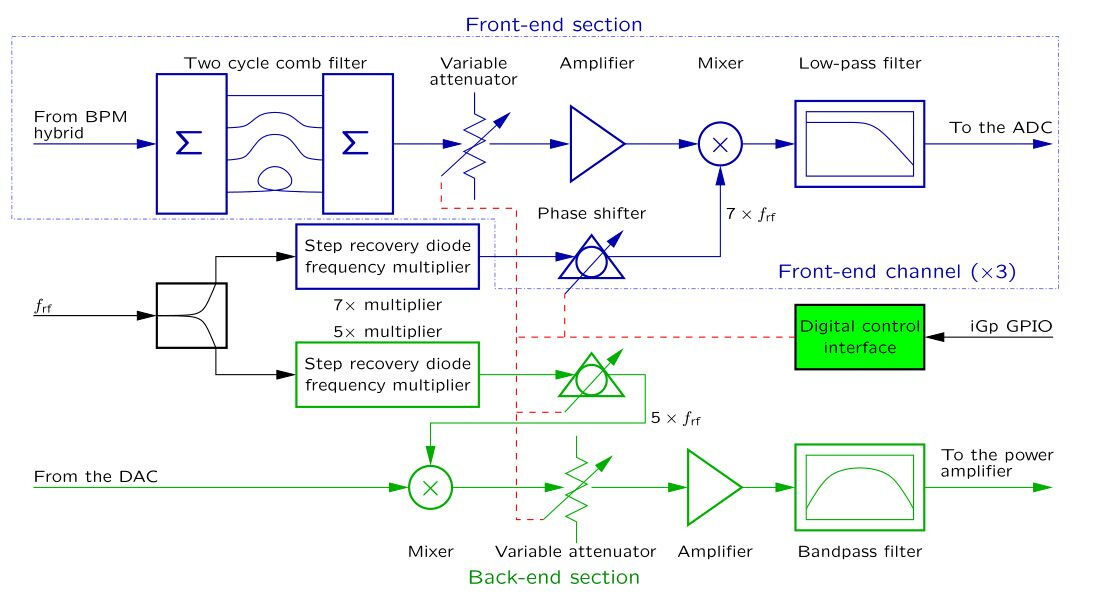 Front-end section
Two cycle comb filter
Variable
attenuator
Amplifier
Mixer
Low-pass filter
From BPM
hybrid
Σ
Σ
×
To the ADC
Phase shifter
7 × frf
Step recovery diode
frequency multiplier
Front-end channel (×3)
7× multiplier
frf
5× multiplier
Digital control
interface
iGp GPIO
Step recovery diode
frequency multiplier
5 × frf
From the DAC
×
To the power
amplifier
Mixer
Variable attenuator
Amplifier
Bandpass filter
Back-end section